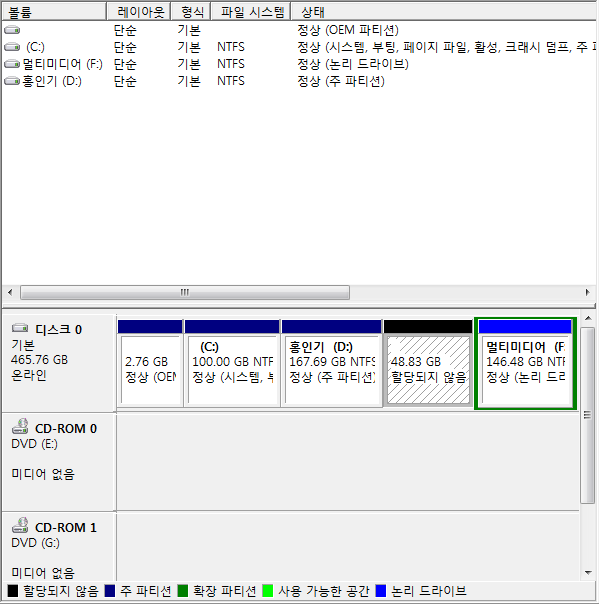 볼륨 레이아웃 형식 파일 시스템 상태
단순 기본 정상 (OEM 파티션)
(C:) 단순 기본 NTFS 정상 (시스템, 부팅, 페이지 파일, 활성, 크래시 덤프, 주 파
멀티미디어 (F:) 단순 기본 NTFS 정상 (논리 드라이브)
홍인기 (D:) 단순 기본 NTFS 정상 (주 파티션)
디스크 0
기본
465.76 GB
온라인
2.76 GB
정상 (OEM
(C:)
100.00 GB NTF
정상 (시스템, 부
홍인기 (D:)
167.69 GB NTFS
정상 (주 파티션)
48.83 GB
할당되지 않음
멀티미디어 (F:
146.48 GB NTF
정상 (논리 드라
CD-ROM 0
DVD (E:)
미디어 없음
CD-ROM 1
DVD (G:)
미디어 없음
할당되지 않음 주 파티션 확장 파티션 사용 가능한 공간 논리 드라이브